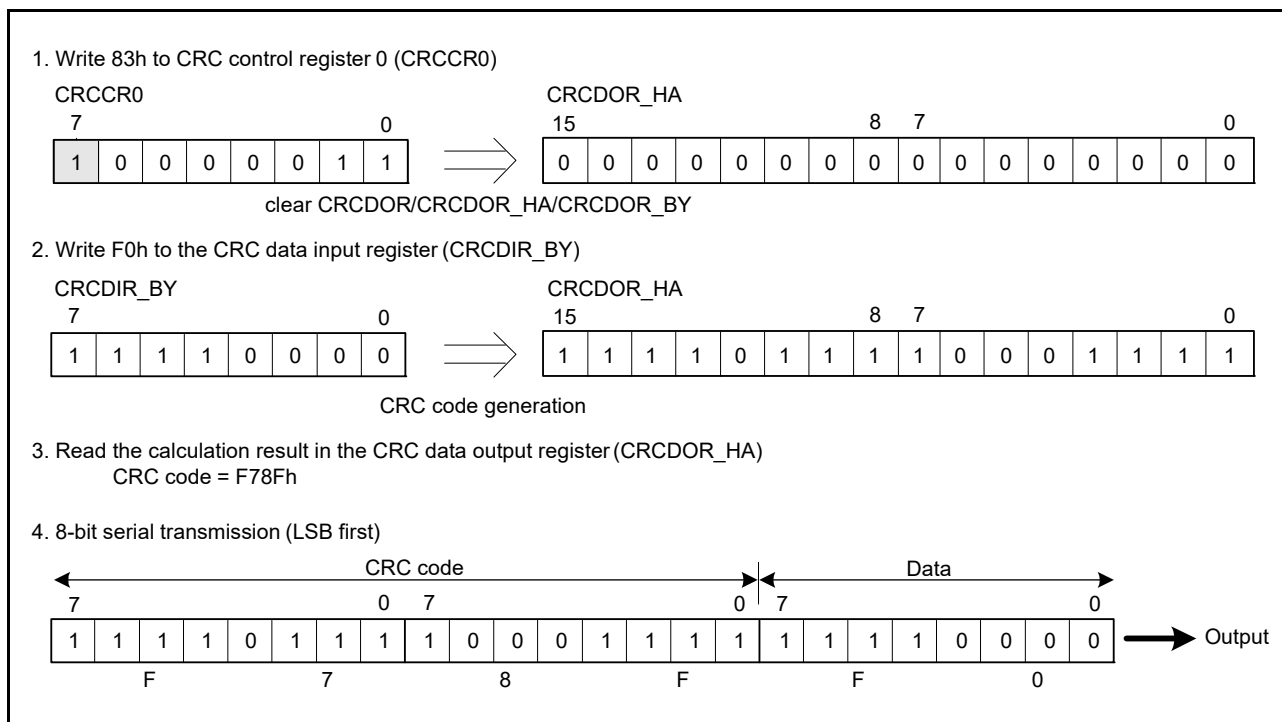 1. Write 83h to CRC control register 0 (CRCCR0)
CRCCR0 CRCDOR_HA
7 0 15 8 7 0
1 0 0 0 0 0 1 1 0 0 0 0 0 0 0 0 0 0 0 0 0 0 0 0
clear CRCDOR/CRCDOR_HA/CRCDOR_BY
2. Write F0h to the CRC data input register (CRCDIR_BY)
CRCDIR_BY CRCDOR_HA
7 0 15 8 7 0
1 1 1 1 0 0 0 0 1 1 1 1 0 1 1 1 1 0 0 0 1 1 1 1
CRC code generation
3. Read the calculation result in the CRC data output register (CRCDOR_HA)
CRC code = F78Fh
4. 8-bit serial transmission (LSB first)
CRC code Data
7 0 7 0 7 0
1 1 1 1 0 1 1 1 1 0 0 0 1 1 1 1 1 1 1 1 0 0 0 0 Output
F 7 8 F F 0